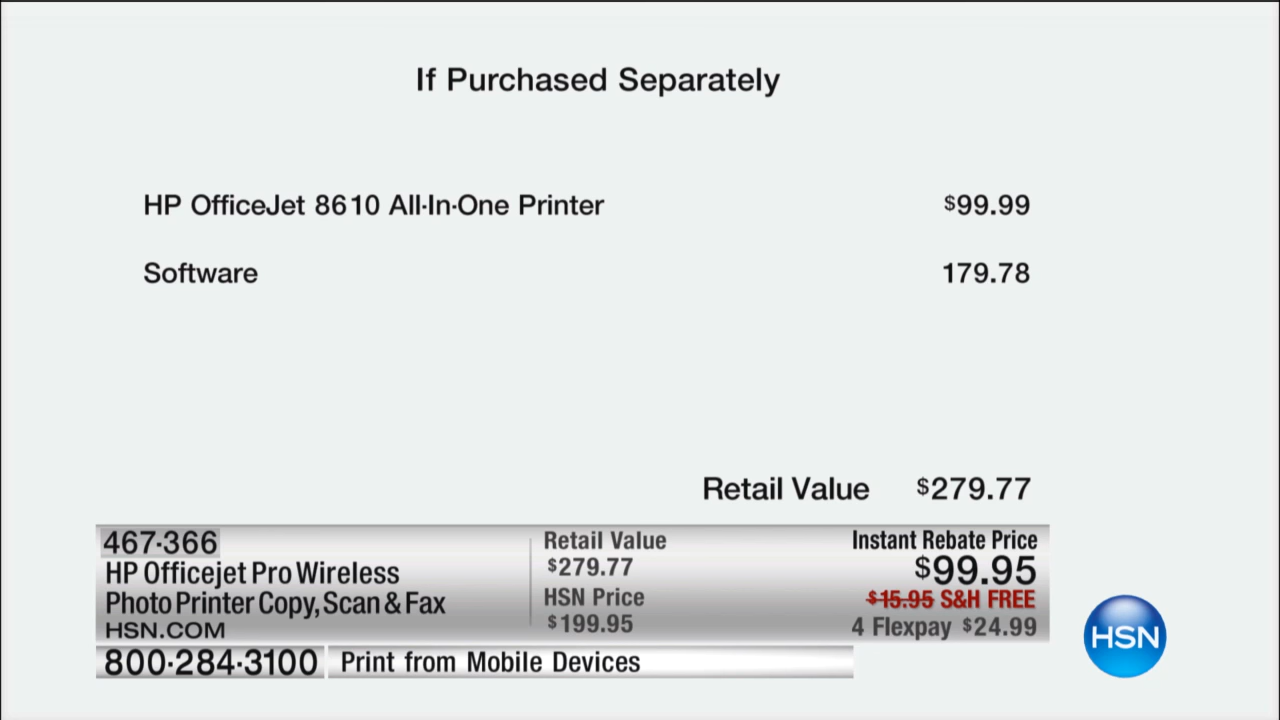 If Purchased Separately
HP OfficeJet 8610 All-In-One Printer $99.99
Software 179.78
Retail Value $279.77
467-366
HP Officejet Pro Wireless
Photo Printer Copy, Scan & Fax
HSN.COM
Retail Value
$279.77
HSN Price
$199.95
Instant Rebate Price
$99.95
$15.95 S&H FREE
4 Flexpay $24.99
HSN
800-284-3100 Print from Mobile Devices